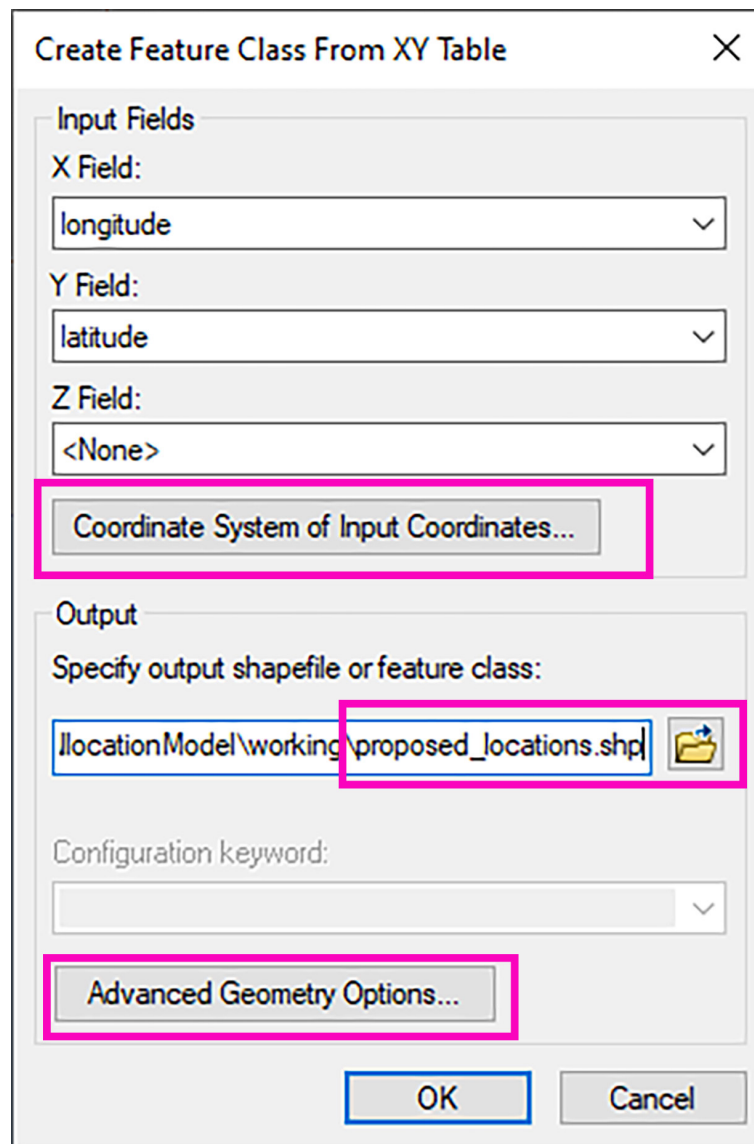 Create Feature Class From XY Table
Input Fields
X Field:
longitude
Y Field:
latitude
Z Field:
<None>
Coordinate System of Input Coordinates...
Output
Specify output shapefile or feature class:
llocationModel\working\proposed_locations.shp
Configuration keyword:
Advanced Geometry Options...
OK Cancel